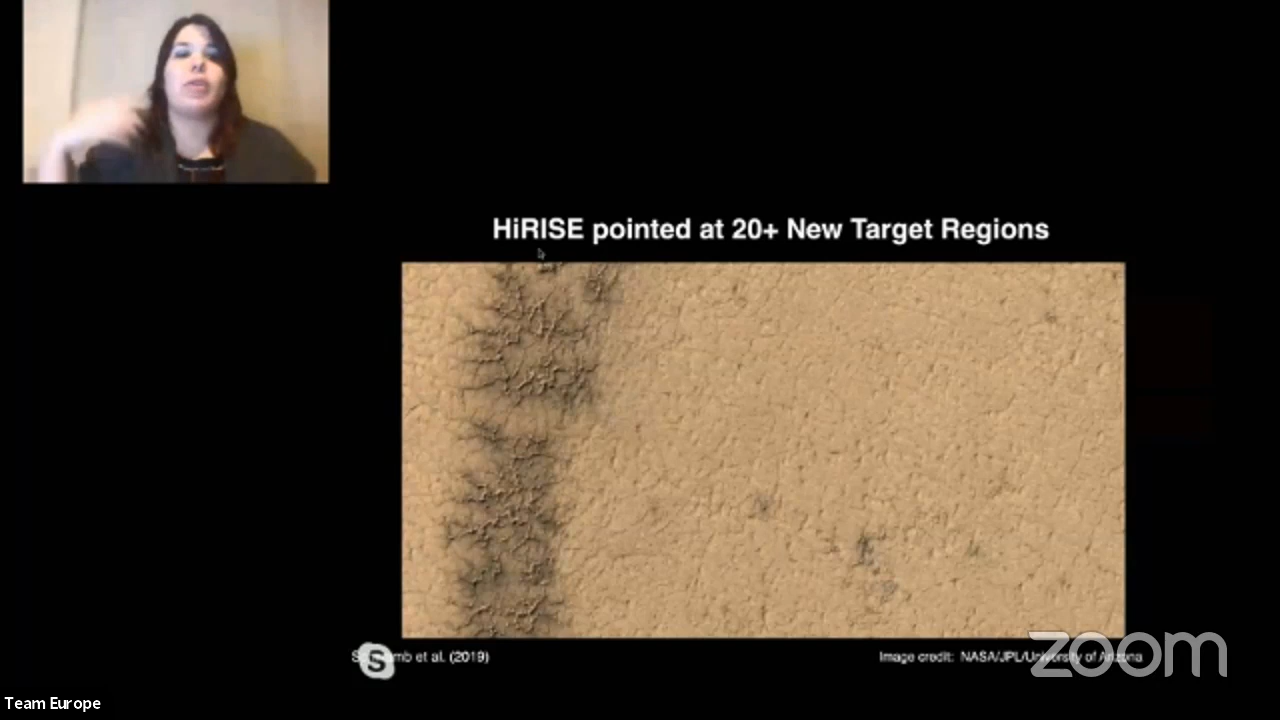 HiRISE pointed at 20+ New Target Regions
et al. (2019)
Image credit: NASA/JPL/University of Arizona
zoom
Team Europe